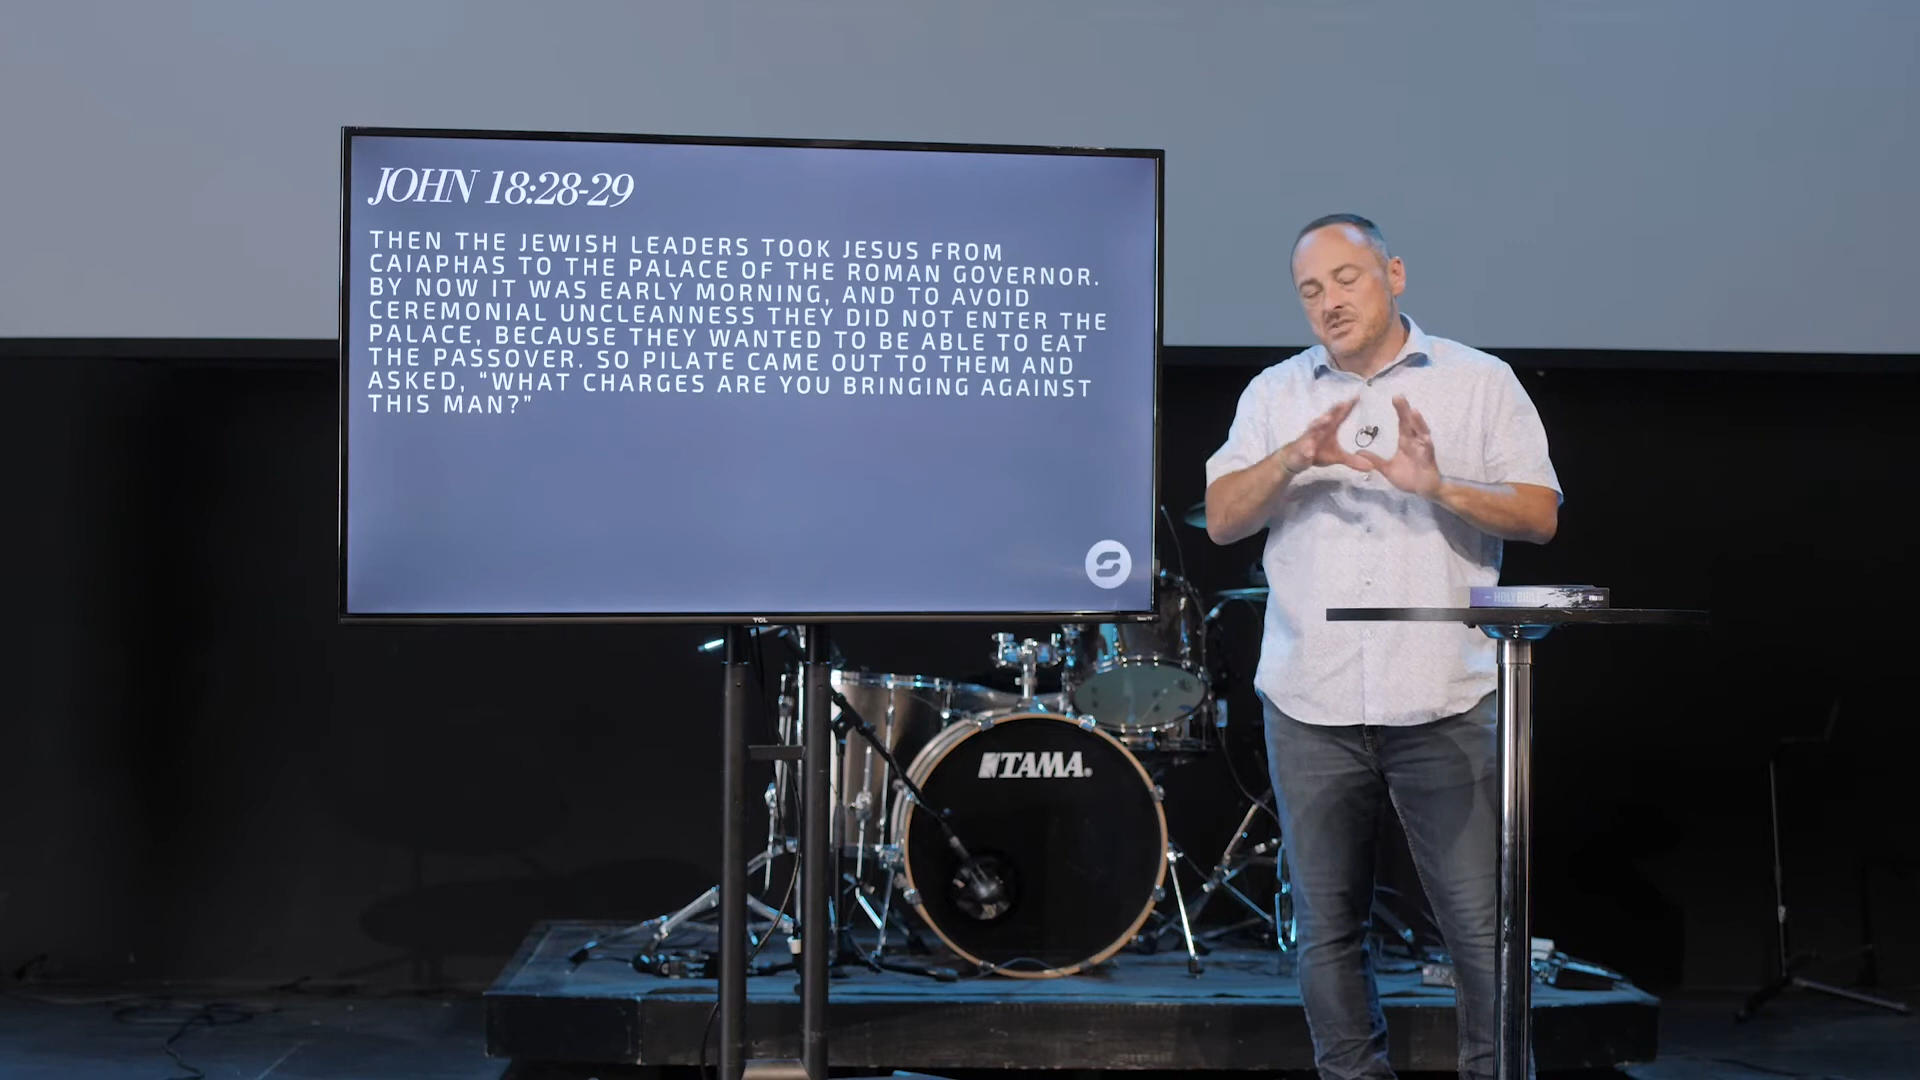 JOHN 18:28-29
THEN THE JEWISH LEADERS TOOK JESUS FROM
CAIAPHAS TO THE PALACE OF THE ROMAN GOVERNOR.
BY NOW IT WAS EARLY MORNING, AND TO AVOID
CEREMONIAL UNCLEANNESS THEY DID NOT ENTER THE
PALACE, BECAUSE THEY WANTED TO BE ABLE TO EAT
THE PASSOVER. SO PILATE CAME OUT TO THEM AND
ASKED, “WHAT CHARGES ARE YOU BRINGING AGAINST
THIS MAN?”
TCL
HOLY BIBLE
TAMA®